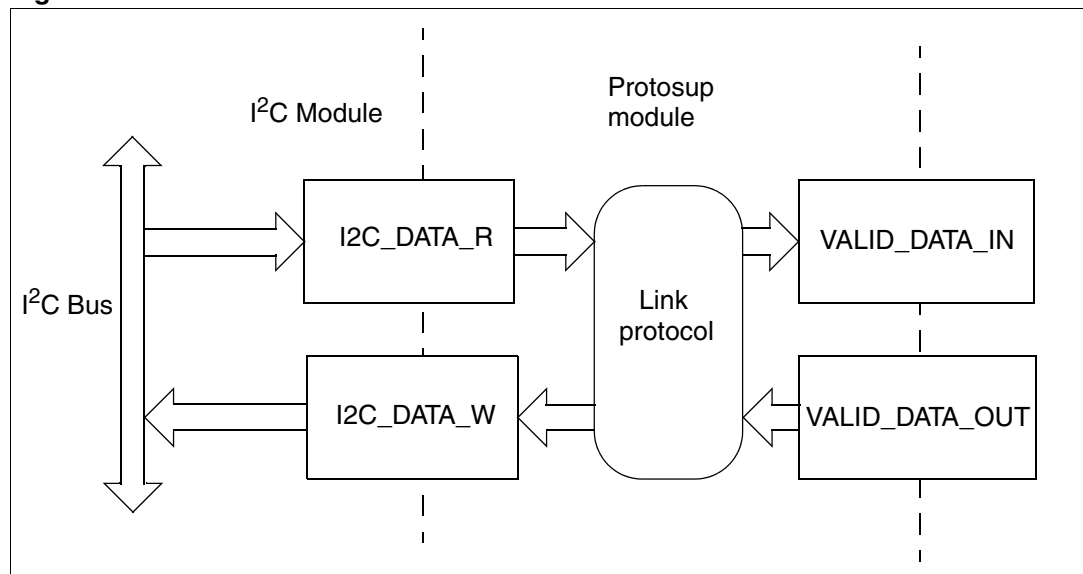 Protosup
module
I²C Module
I2C_DATA_R
VALID_DATA_IN
I²C Bus
Link
protocol
I2C_DATA_W
VALID_DATA_OUT